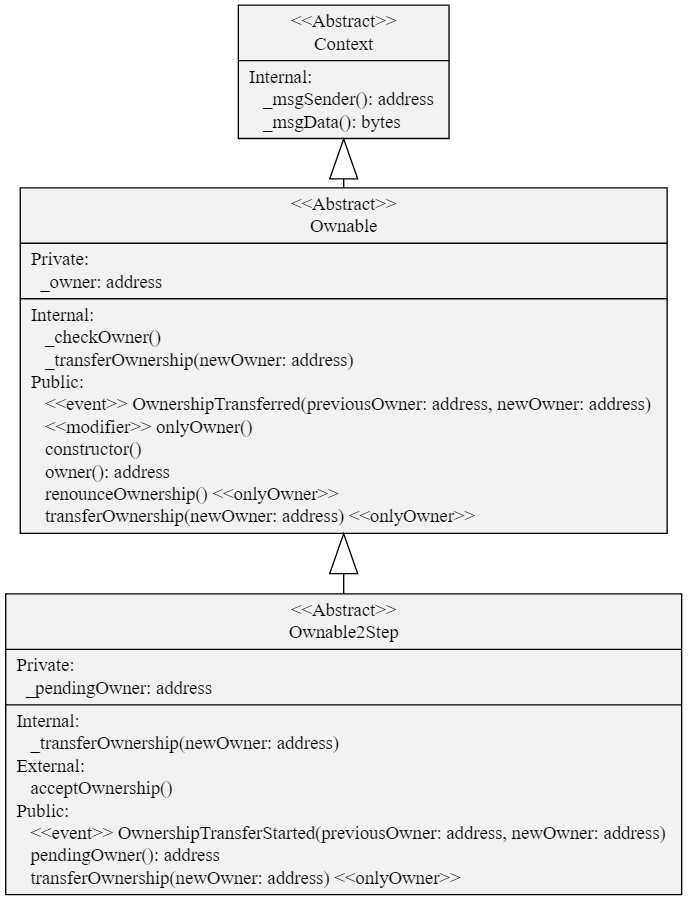 <<Abstract>>
Context
Internal:
_msgSender(): address
_msgData(): bytes
<<Abstract>>
Ownable
Private:
_owner: address
Internal:
_checkOwner()
_transferOwnership(newOwner: address)
Public:
<<event>> OwnershipTransferred(previousOwner: address, newOwner: address)
<<modifier>> onlyOwner()
constructor()
owner(): address
renounceOwnership() <<onlyOwner>>
transferOwnership(newOwner: address) <<onlyOwner>>
<<Abstract>>
Ownable2Step
Private:
_pendingOwner: address
Internal:
_transferOwnership(newOwner: address)
External:
acceptOwnership()
Public:
<<event>> OwnershipTransferStarted(previousOwner: address, newOwner: address)
pendingOwner(): address
transferOwnership(newOwner: address) <<onlyOwner>>